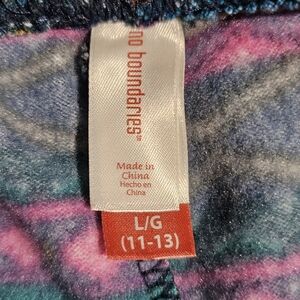 no boundaries®
Made in
China
Hecho en
China
L/G
(11-13)